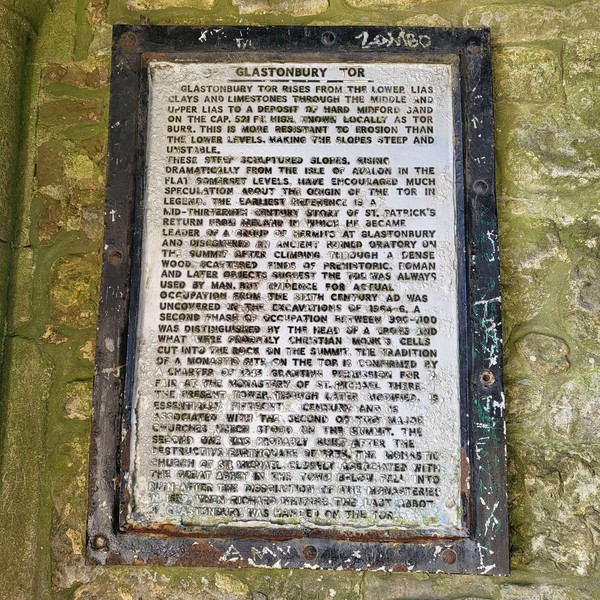 ZOMBO
GLASTONBURY TOR
GLASTONBURY TOR RISES FROM THE LOWER LIAS
CLAYS AND LIMESTONES THROUGH THE MIDDLE AND
UPPER LIAS TO A DEPOSIT OF HARD MIDFORD SAND
ON THE CAP. 521 FT. HIGH. KNOWN LOCALLY AS TOR
BURR. THIS IS MORE RESISTANT TO EROSION THAN
THE LOWER LEVELS. MAKING THE SLOPES STEEP AND
UNSTABLE.
THESE STEEP SCULPTURED SLOPES, RISING
DRAMATICALLY FROM THE ISLE OF AVALON IN THE
FLAT SOMERSET LEVELS, HAVE ENCOURAGED MUCH
SPECULATION ABOUT THE ORIGIN OF THE TOR IN
LEGEND. THE EARLIEST REFERENCE IS A
MID-THIRTEENTH CENTURY STORY OF ST. PATRICK'S
RETURN FROM IRELAND IN WHICH HE BECAME
LEADER OF A GROUP OF HERMITS AT GLASTONBURY
AND DISCOVERED AN ANCIENT RUINED ORATORY ON
THE SUMMIT AFTER CLIMBING THROUGH A DENSE
WOOD. SCATTERED FINDS OF PREHISTORIC, ROMAN
AND LATER OBJECTS SUGGEST THE TOR WAS ALWAYS
USED BY MAN, BUT EVIDENCE FOR ACTUAL
OCCUPATION FROM THE SIXTH CENTURY AD WAS
UNCOVERED IN THE EXCAVATIONS OF 1964-6. A
SECOND PHASE OF OCCUPATION BETWEEN 900-1100
WAS DISTINGUISHED BY THE HEAD OF A CROSS AND
WHAT WERE PROBABLY CHRISTIAN MONK'S CELLS
CUT INTO THE ROCK ON THE SUMMIT. THE TRADITION
OF A MONASTIC SITE ON THE TOR IS CONFIRMED BY
CHARTER OF GRANTING PERMISSION FOR
FAIR AT THE MONASTERY OF ST. MICHAEL THERE
THE PRESENT TOWER THOUGH LATER MODIFIED, IS
ESSENTIALLY FIFTEENTH CENTURY AND IS
ASSOCIATED WITH THE SECOND OF TWO MAJOR
CHURCHES WHICH STOOD ON THE SUMMIT. THE
SECOND ONE WAS PROBABLY BUILT AFTER THE
DESTRUCTIVE EARTHQUAKE OF 1275. THE MONASTIC
CHURCH OF ST. MICHAEL CLOSELY ASSOCIATED WITH
THE GREAT ABBEY IN THE TOWN BELOW FELL INTO
RUIN AFTER THE DISSOLUTION OF THE MONASTERIES
WHEN RICHARD WHITING THE LAST ABBOT
GLASTONBURY WAS HANGED ON THE TOR